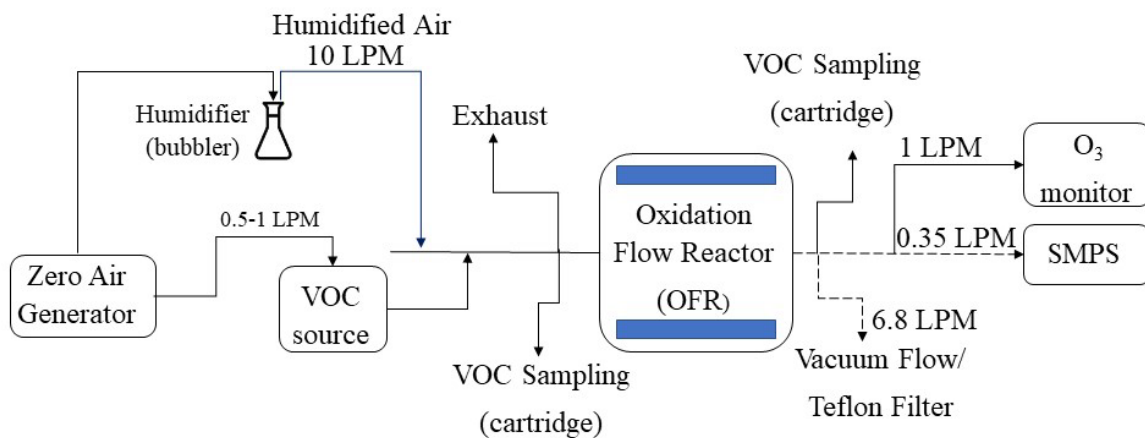 Humidified Air
10 LPM
Humidifier
(bubbler)
Exhaust
VOC Sampling
(cartridge)
1 LPM
O₃
monitor
0.5-1 LPM
Zero Air
Generator
VOC
source
Oxidation
Flow Reactor
(OFR)
0.35 LPM
SMPS
6.8 LPM
VOC Sampling
(cartridge)
Vacuum Flow/
Teflon Filter